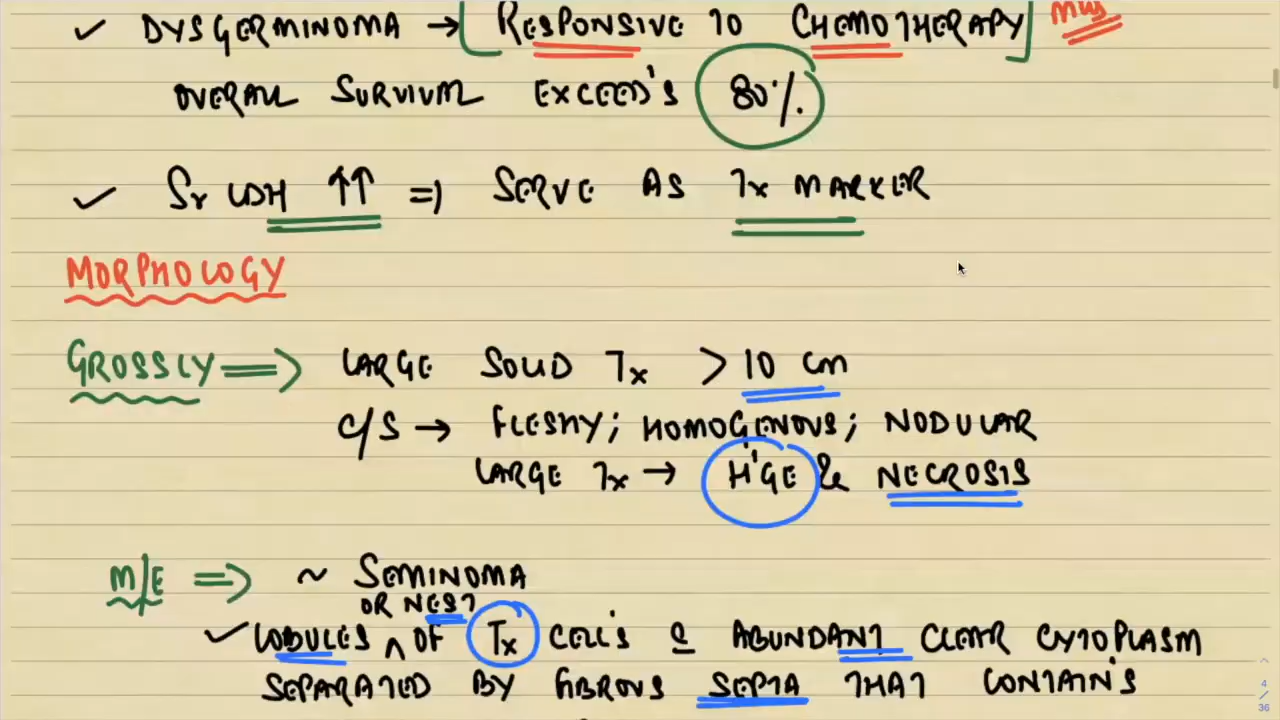 ✓ DYSGERMINOMA → [RESPONSIVE TO CHEMOTHERAPY]
OVERALL SURVIVAL EXCEED'S 80%.
✓ Sr LDH ↑↑ ⇒ SERVE AS Tx MARKER
MORPHOLOGY
GROSSLY ⇒ LARGE SOLID Tx > 10 cm
C/S → FLESHY; HOMOGENOUS; NODULAR
LARGE Tx → H'GE & NECROSIS
M/E ⇒ ~ SEMINOMA
OR NEST
✓ LOBULES ^ OF Tx CELL'S c̄ ABUNDANT CLEAR CYTOPLASM
SEPARATED BY FIBROUS SEPTA THAT CONTAIN'S
4
/
36